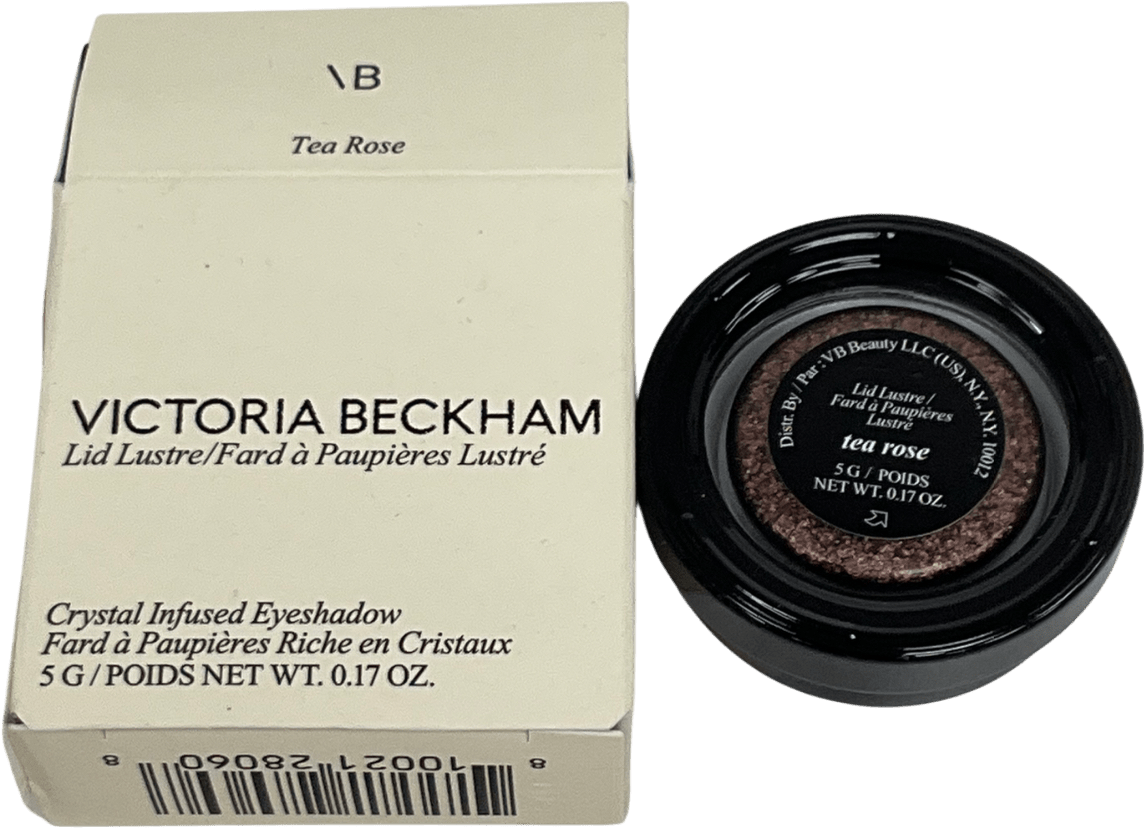 \B
Tea Rose
VICTORIA BECKHAM
Lid Lustre/Fard à Paupières Lustré
Crystal Infused Eyeshadow
Fard à Paupières Riche en Cristaux
5 G / POIDS NET WT. 0.17 OZ.
8 10021 28060 8
Distr. By / Par : VB Beauty LLC (US), N.Y., N.Y. 10012
Lid Lustre /
Fard à Paupières
Lustré
tea rose
5 G / POIDS
NET WT. 0.17 OZ.